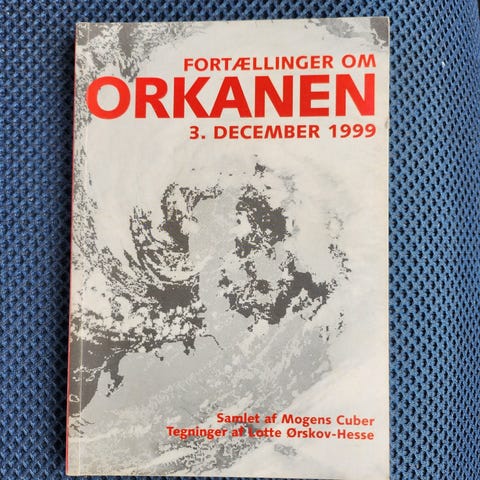 FORTÆLLINGER OM
ORKANEN
3. DECEMBER 1999
Samlet af Mogens Cuber
Tegninger af Lotte Ørskov-Hesse